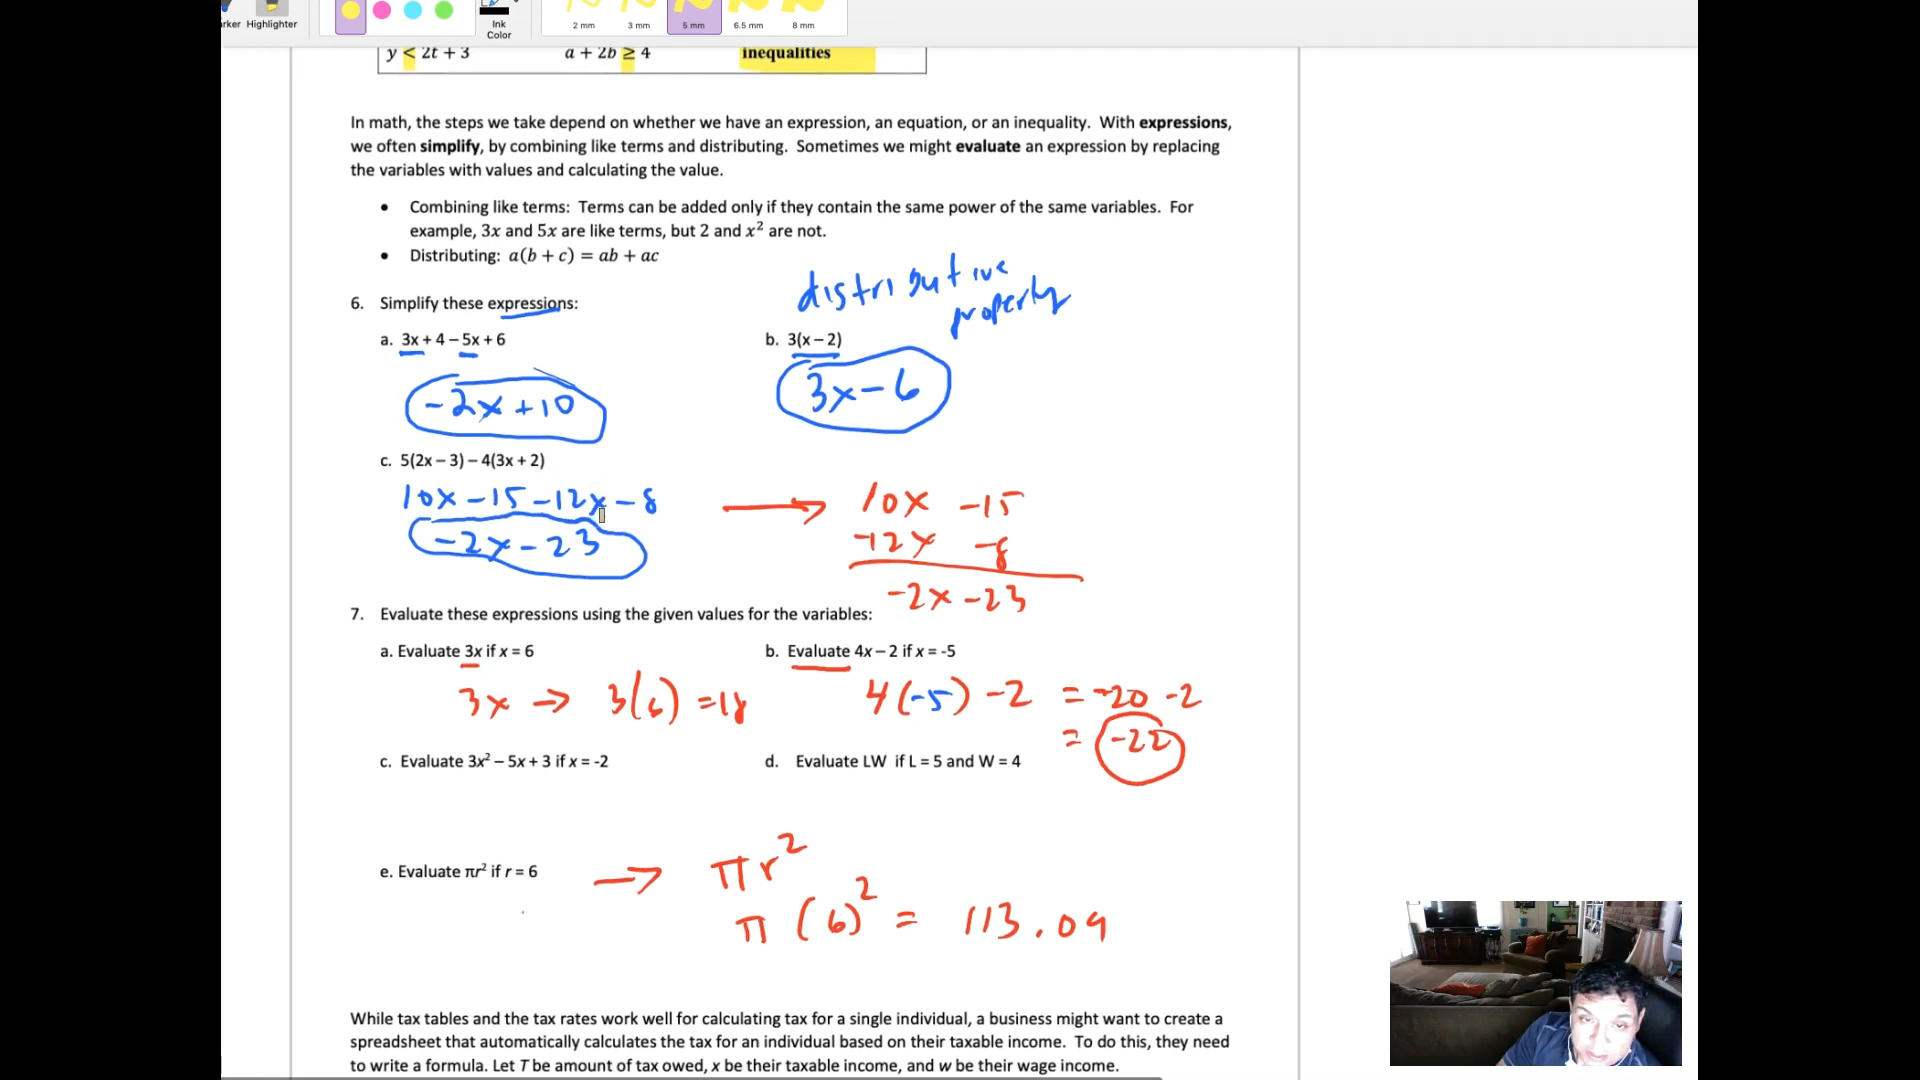 rker Highlighter Ink Color 2 mm 3 mm 5 mm 6.5 mm 8 mm
y < 2t + 3 a + 2b ≥ 4 inequalities
In math, the steps we take depend on whether we have an expression, an equation, or an inequality. With expressions,
we often simplify, by combining like terms and distributing. Sometimes we might evaluate an expression by replacing
the variables with values and calculating the value.
• Combining like terms: Terms can be added only if they contain the same power of the same variables. For
example, 3x and 5x are like terms, but 2 and x² are not.
• Distributing: a(b + c) = ab + ac
distributive
property
6. Simplify these expressions:
a. 3x + 4 – 5x + 6 b. 3(x – 2)
-2x +10 3x - 6
c. 5(2x – 3) – 4(3x + 2)
10x -15 -12x - 8 → 10x -15
-2x - 23 -12x -8
-2x -23
7. Evaluate these expressions using the given values for the variables:
a. Evaluate 3x if x = 6 b. Evaluate 4x – 2 if x = -5
3x → 3(6) = 18 4(-5) -2 = -20 -2
= -22
c. Evaluate 3x² – 5x + 3 if x = -2 d. Evaluate LW if L = 5 and W = 4
e. Evaluate πr² if r = 6 → πr²
π (6)² = 113.09
While tax tables and the tax rates work well for calculating tax for a single individual, a business might want to create a
spreadsheet that automatically calculates the tax for an individual based on their taxable income. To do this, they need
to write a formula. Let T be amount of tax owed, x be their taxable income, and w be their wage income.